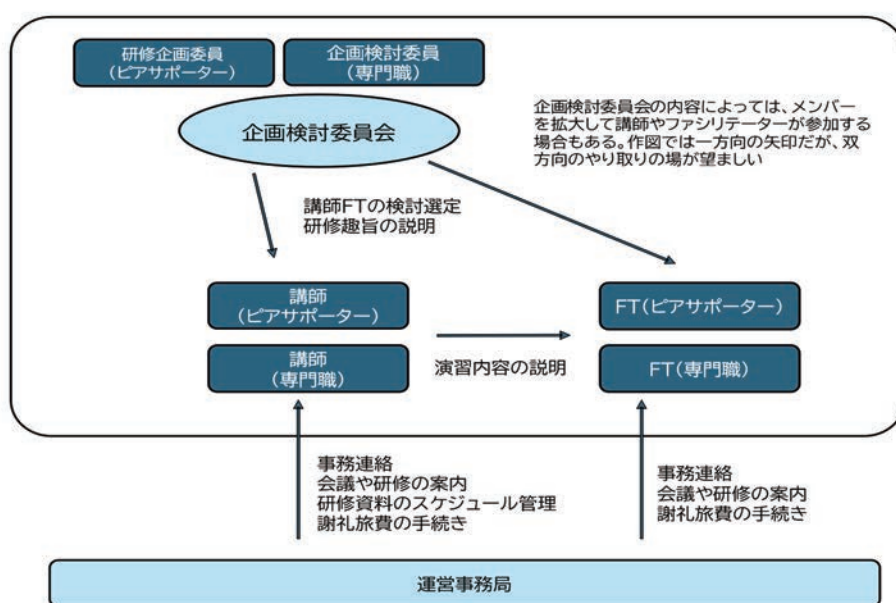 研修企画委員
(ピアサポーター)
企画検討委員
(専門職)
企画検討委員会
企画検討委員会の内容によっては、メンバー
を拡大して講師やファシリテーターが参加する
場合もある。作図では一方向の矢印だが、双
方向のやり取りの場が望ましい
講師FTの検討選定
研修趣旨の説明
講師
(ピアサポーター)
FT(ピアサポーター)
講師
(専門職)
演習内容の説明
FT(専門職)
事務連絡
会議や研修の案内
研修資料のスケジュール管理
謝礼旅費の手続き
事務連絡
会議や研修の案内
謝礼旅費の手続き
運営事務局